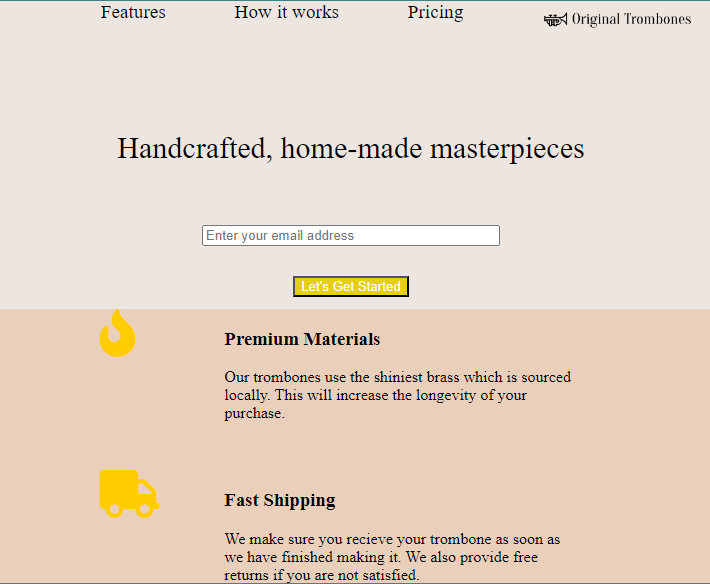 Features How it works Pricing Original Trombones
Handcrafted, home-made masterpieces
Enter your email address
Let's Get Started
Premium Materials
Our trombones use the shiniest brass which is sourced
locally. This will increase the longevity of your
purchase.
Fast Shipping
We make sure you recieve your trombone as soon as
we have finished making it. We also provide free
returns if you are not satisfied.